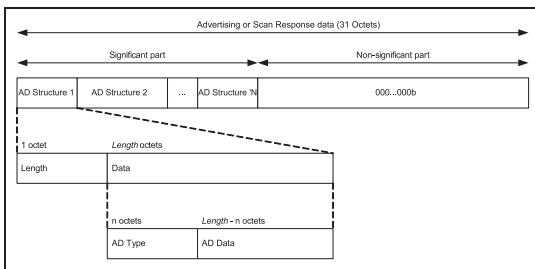 Advertising or Scan Response data (31 Octets)
Significant part Non-significant part
AD Structure 1 AD Structure 2 ... AD Structure 'N 000...000b
1 octet Length octets
Length Data
n octets Length - n octets
AD Type AD Data